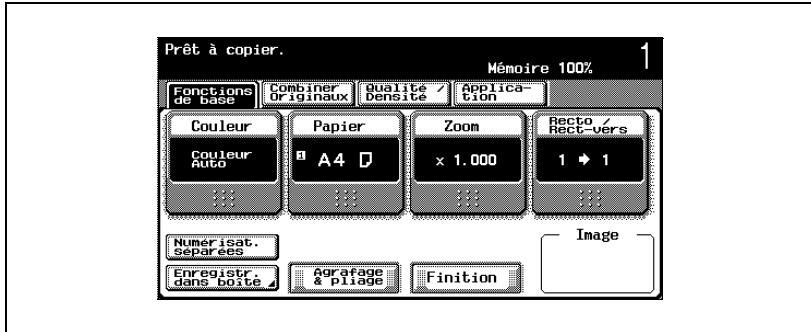 Prêt à copier.
Mémoire 100% 1
Fonctions de base
Combiner Originaux
Qualité / Densité
Applica-
tion
Couleur
Papier
Zoom
Recto / Rect-vers
Couleur Auto
1 A4
x 1.000
1 → 1
Numérisat. séparées
Image
Enregistr. dans boîte
Agrafage & pliage
Finition